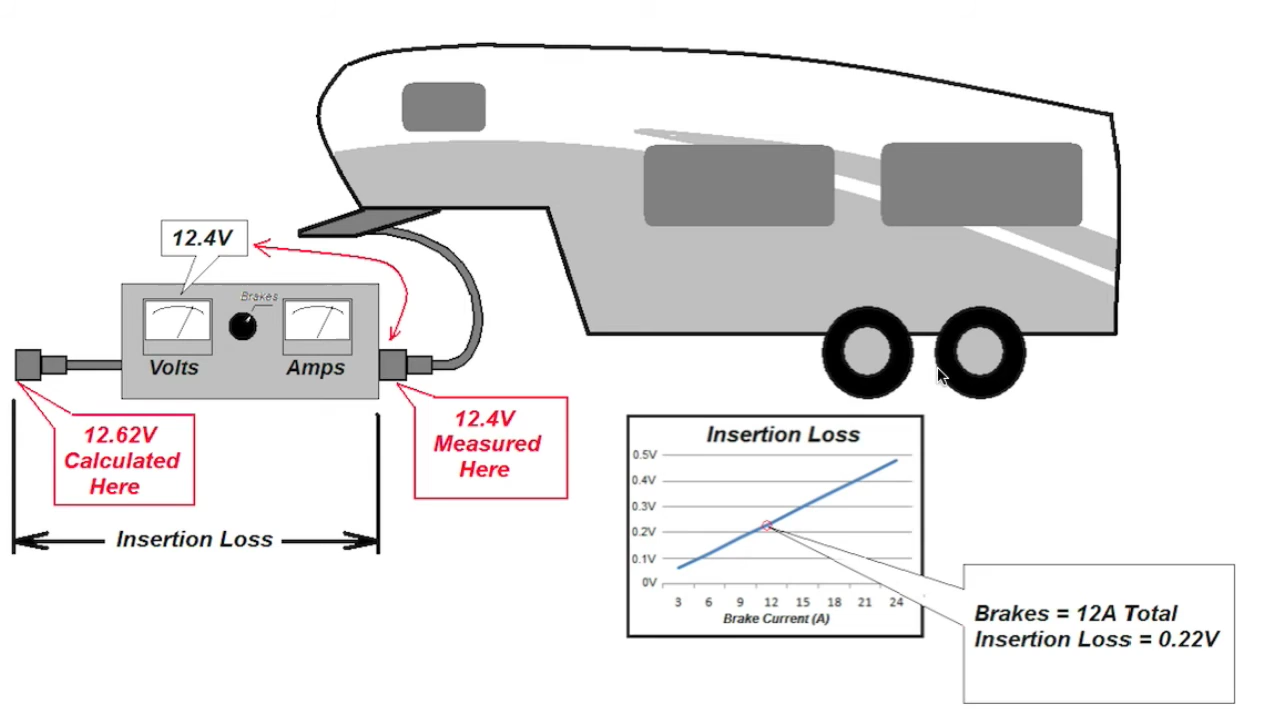 12.4V
Brakes
Volts
Amps
12.62V
Calculated
Here
12.4V
Measured
Here
Insertion Loss
Insertion Loss
0.5V
0.4V
0.3V
0.2V
0.1V
0V
3 6 9 12 15 18 21 24
Brake Current (A)
Brakes = 12A Total
Insertion Loss = 0.22V